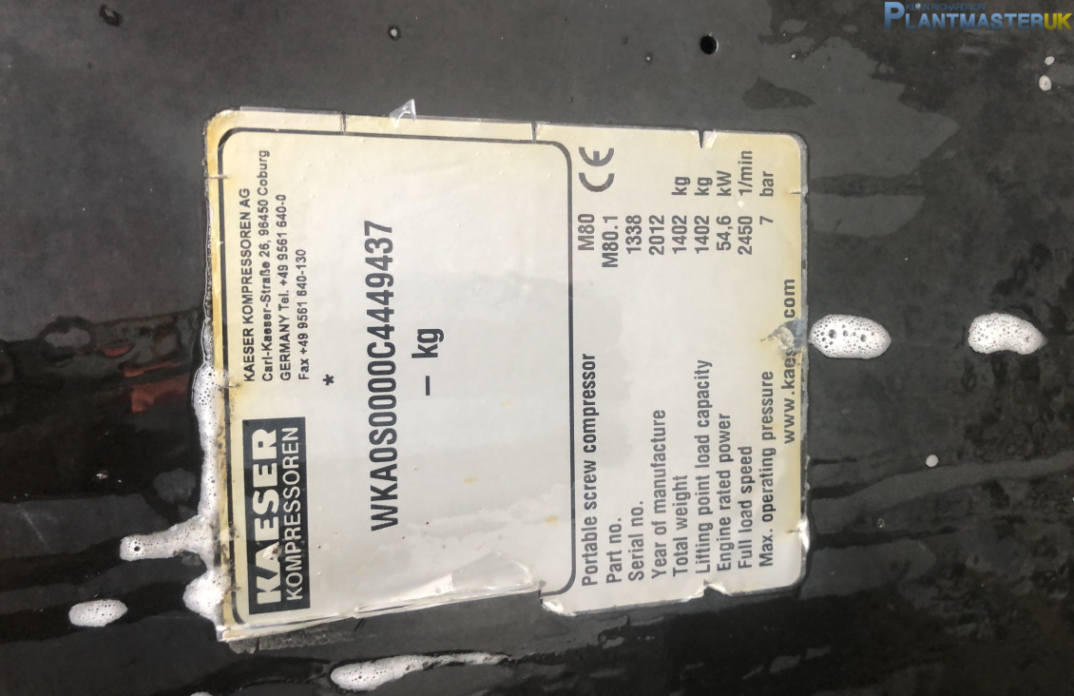 KEVIN RICHARDSON
PLANTMASTERUK
KAESER
KOMPRESSOREN
KAESER KOMPRESSOREN AG
Carl-Kaeser-Straße 26, 96450 Coburg
GERMANY Tel. +49 9561 640-0
Fax +49 9561 640-130
*
WKA0S0000C4449437
– kg
Portable screw compressor M80 CE
Part no. M80.1
Serial no. 1338
Year of manufacture 2012
Total weight 1402 kg
Lifting point load capacity 1402 kg
Engine rated power 54,6 kW
Full load speed 2450 1/min
Max. operating pressure 7 bar